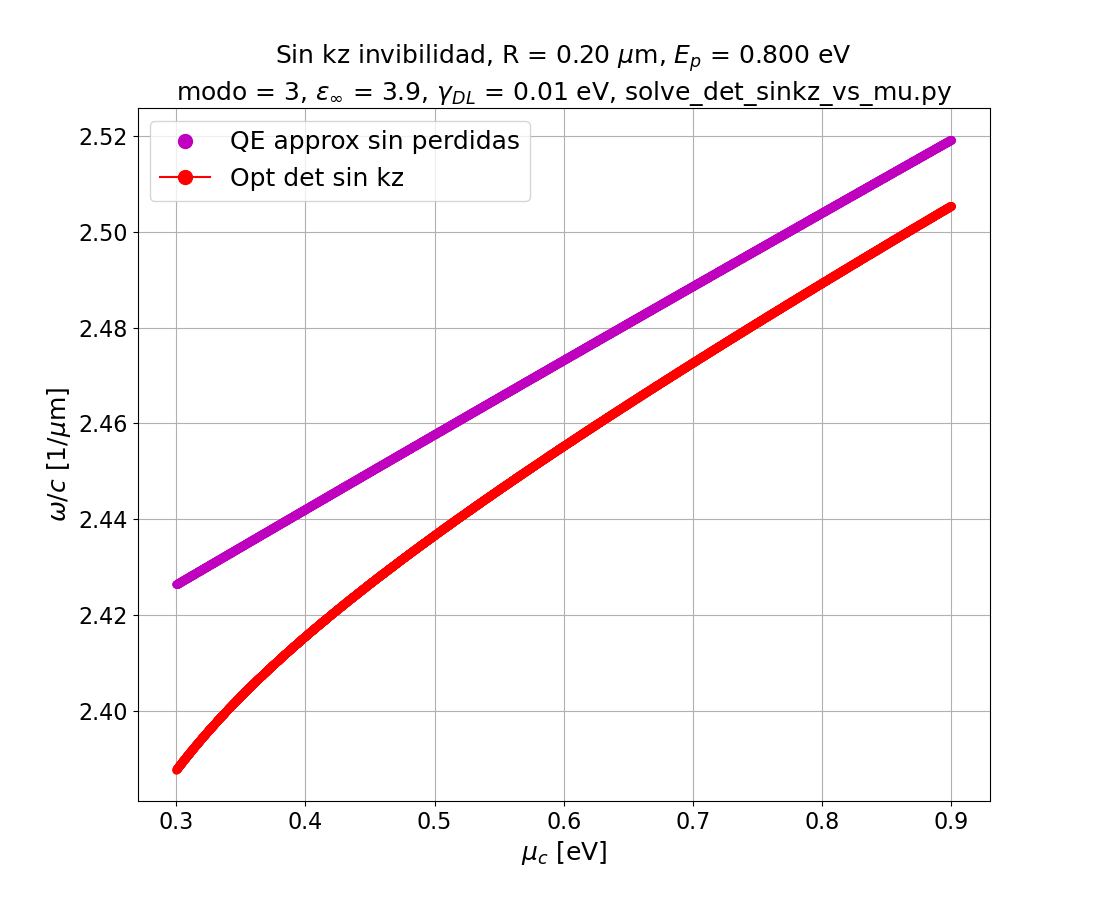 Sin kz invibilidad, R = 0.20 μm, E_p = 0.800 eV
modo = 3, ε_∞ = 3.9, γ_DL = 0.01 eV, solve_det_sinkz_vs_mu.py
QE approx sin perdidas
Opt det sin kz
2.52
2.50
2.48
2.46
2.44
2.42
2.40
ω/c [1/μm]
0.3 0.4 0.5 0.6 0.7 0.8 0.9
μ_c [eV]